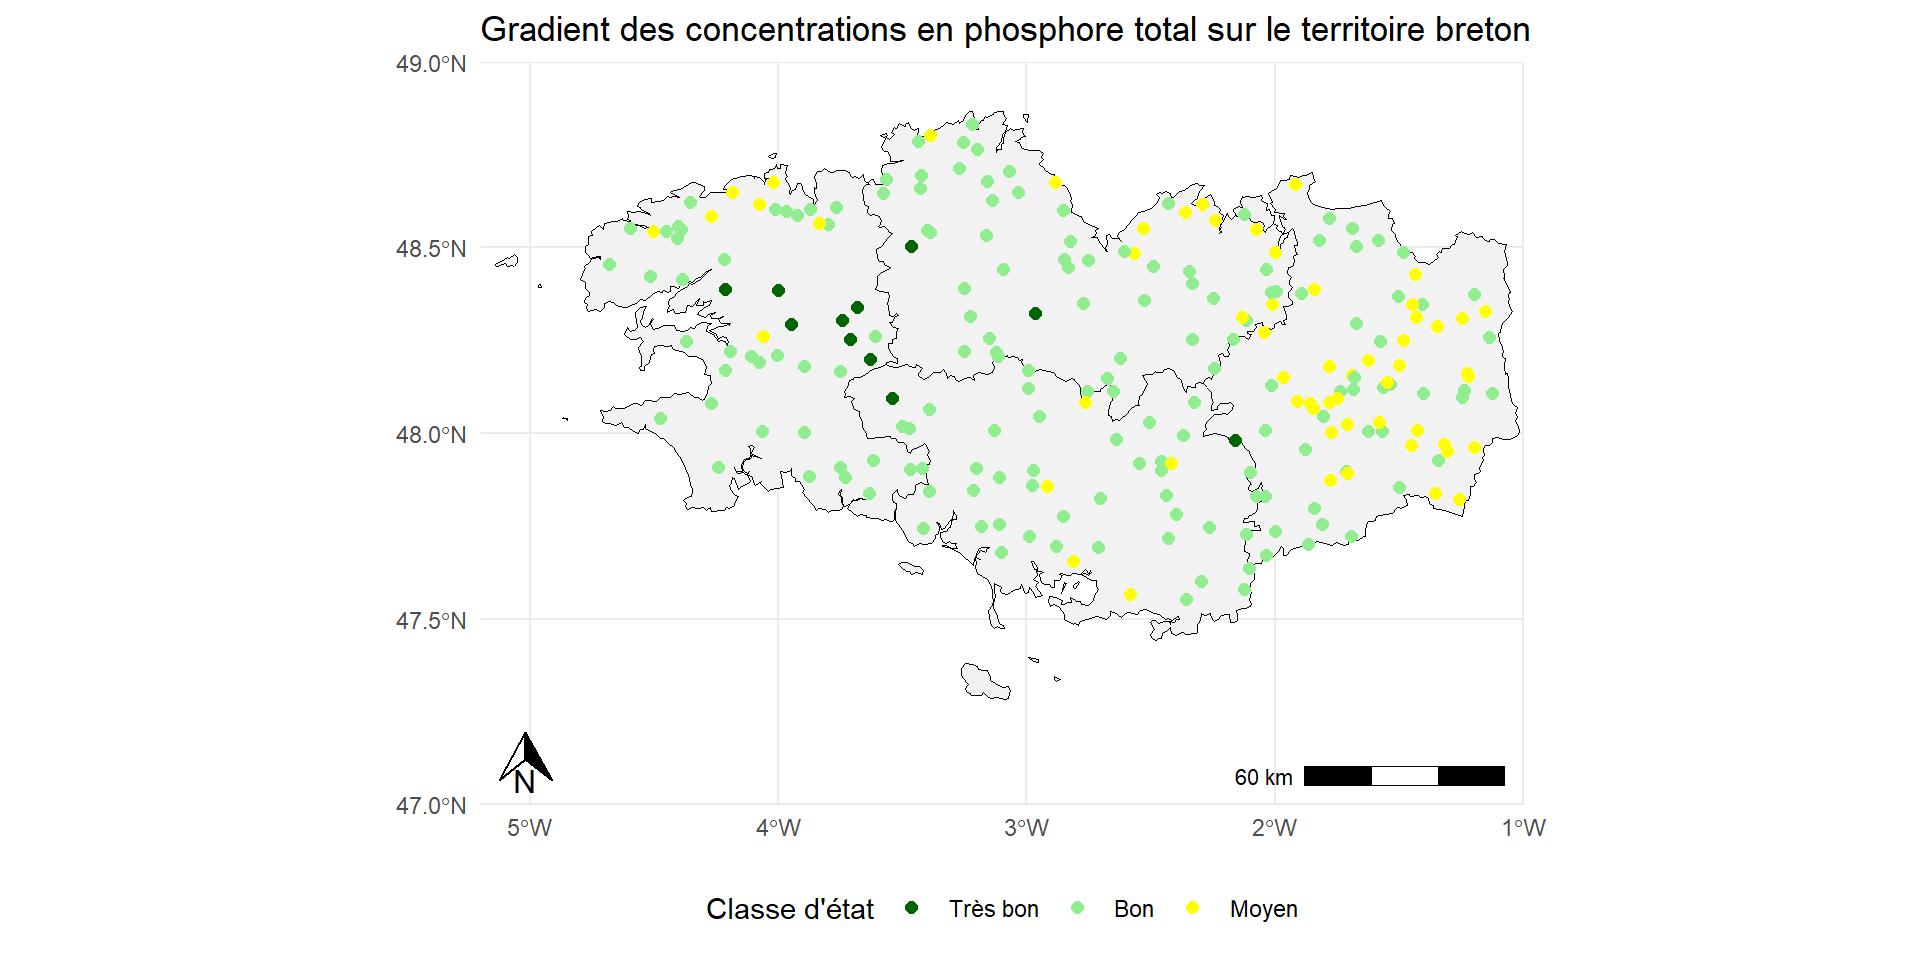 Gradient des concentrations en phosphore total sur le territoire breton
49.0°N
48.5°N
48.0°N
47.5°N
47.0°N
5°W 4°W 3°W 2°W 1°W
N
60 km
Classe d'état Très bon Bon Moyen